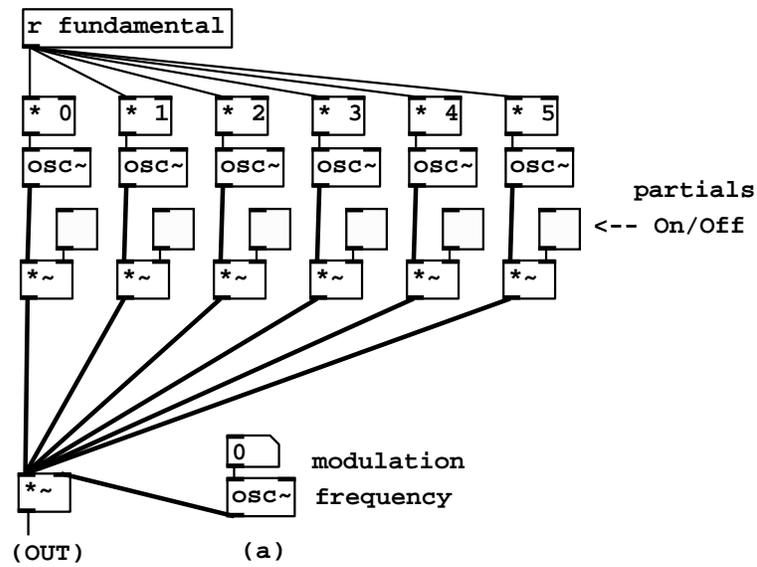 r fundamental
* 0 * 1 * 2 * 3 * 4 * 5
osc~ osc~ osc~ osc~ osc~ osc~
partials
<-- On/Off
*~ *~ *~ *~ *~ *~
0
modulation
*~ osc~ frequency
(OUT) (a)